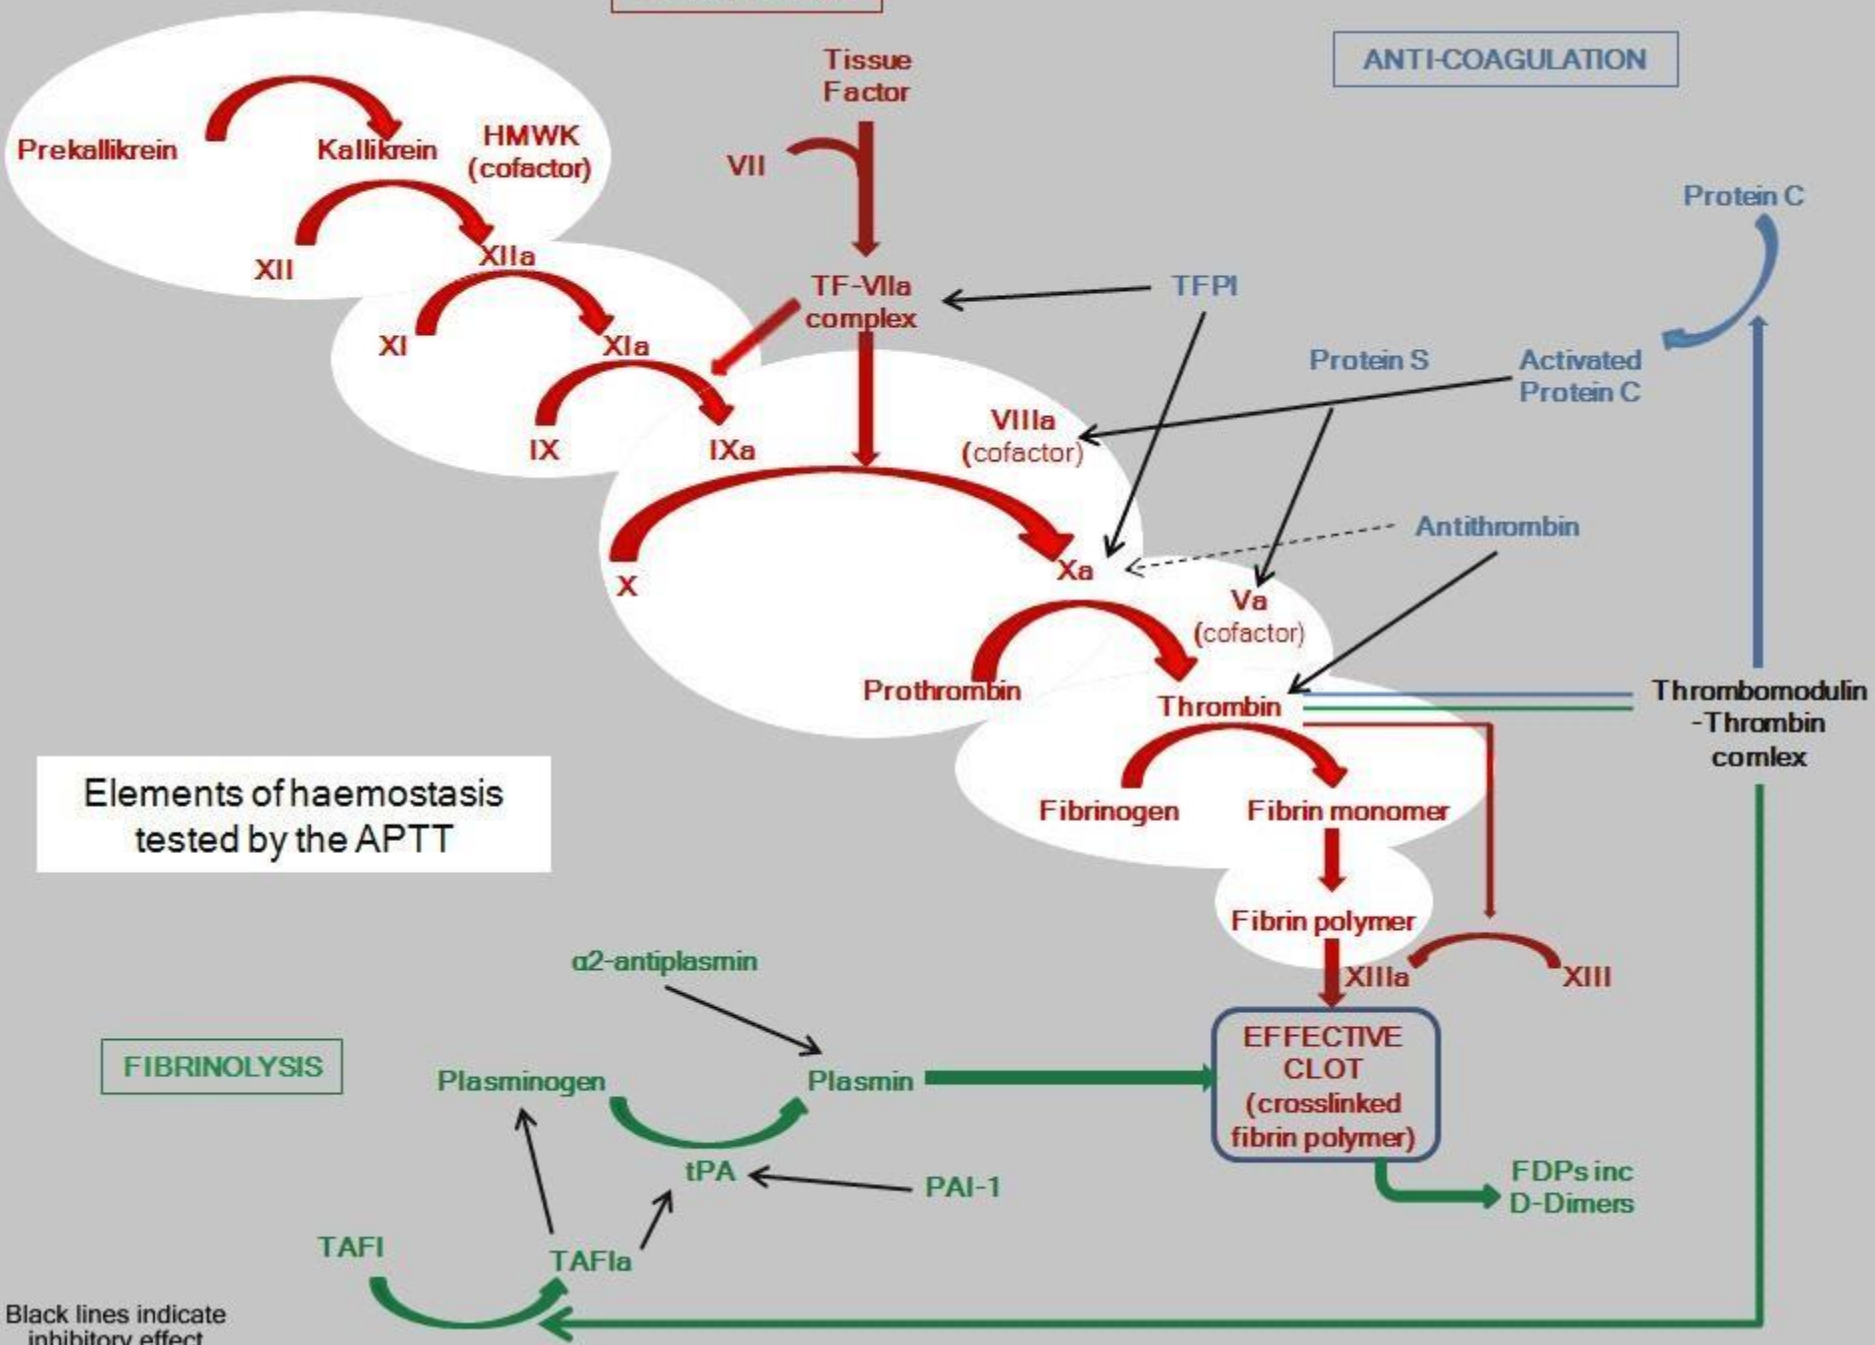 ANTI-COAGULATION
Tissue
Factor
Prekallikrein
Kallikrein
HMWK
(cofactor)
VII
Protein C
XII
XIIa
TF-VIIa
complex
TFPI
XI
XIa
Protein S
Activated
Protein C
IX
IXa
VIIIa
(cofactor)
Antithrombin
X
Xa
Va
(cofactor)
Prothrombin
Thrombin
Thrombomodulin
-Thrombin
comlex
Elements of haemostasis
tested by the APTT
Fibrinogen
Fibrin monomer
Fibrin polymer
XIIIa
XIII
α2-antiplasmin
FIBRINOLYSIS
Plasminogen
Plasmin
EFFECTIVE
CLOT
(crosslinked
fibrin polymer)
tPA
PAI-1
FDPs inc
D-Dimers
TAFI
TAFIa
Black lines indicate
inhibitory effect